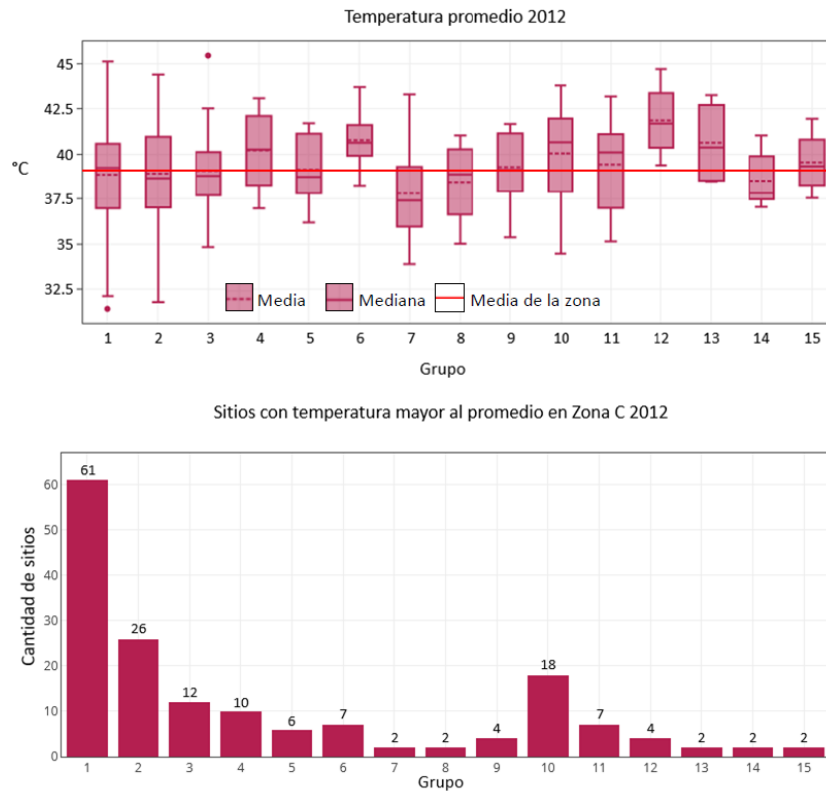 Temperatura promedio 2012
45
42.5
40
37.5
35
32.5
°C
Media
Mediana
Media de la zona
1 2 3 4 5 6 7 8 9 10 11 12 13 14 15
Grupo
Sitios con temperatura mayor al promedio en Zona C 2012
Cantidad de sitios
60
50
40
30
20
10
0
61 26 12 10 6 7 2 2 4 18 7 4 2 2 2
1 2 3 4 5 6 7 8 9 10 11 12 13 14 15
Grupo